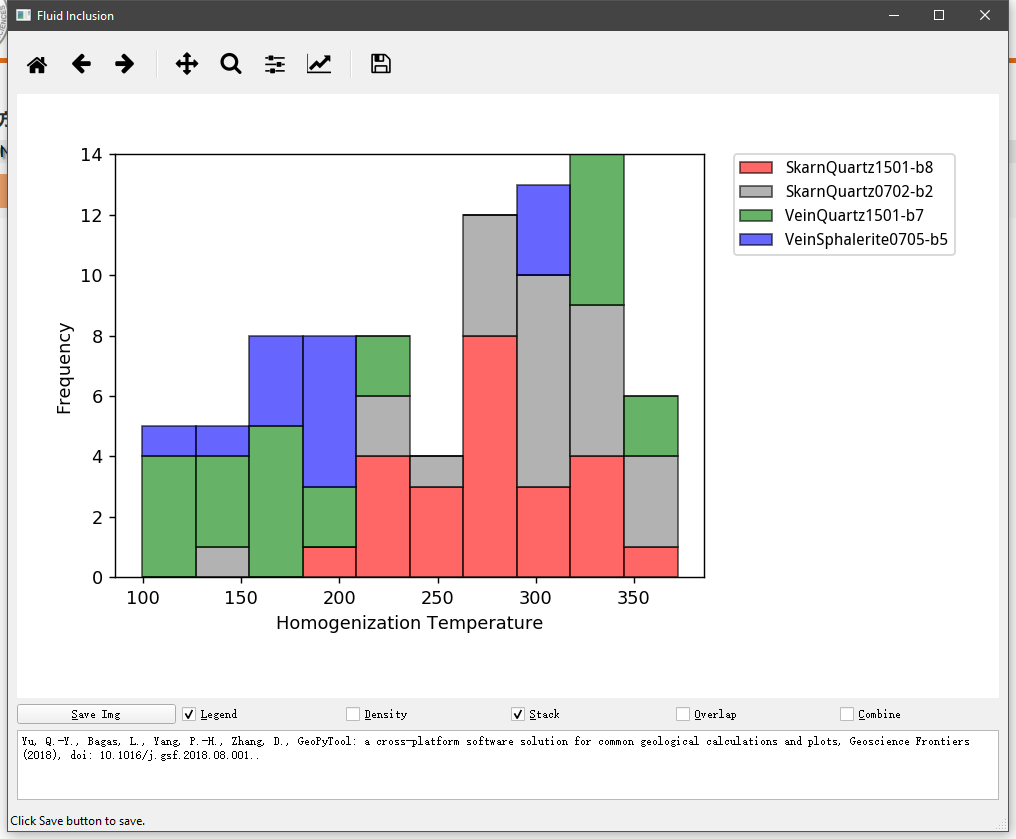 Fluid Inclusion
14
12
10
8
6
4
2
0
Frequency
100 150 200 250 300 350
Homogenization Temperature
SkarnQuartz1501-b8
SkarnQuartz0702-b2
VeinQuartz1501-b7
VeinSphalerite0705-b5
Save Img Legend Density Stack Overlap Combine
Yu, Q.-Y., Bagas, L., Yang, P.-H., Zhang, D., GeoPyTool: a cross-platform software solution for common geological calculations and plots, Geoscience Frontiers
(2018), doi: 10.1016/j.gsf.2018.08.001..
Click Save button to save.